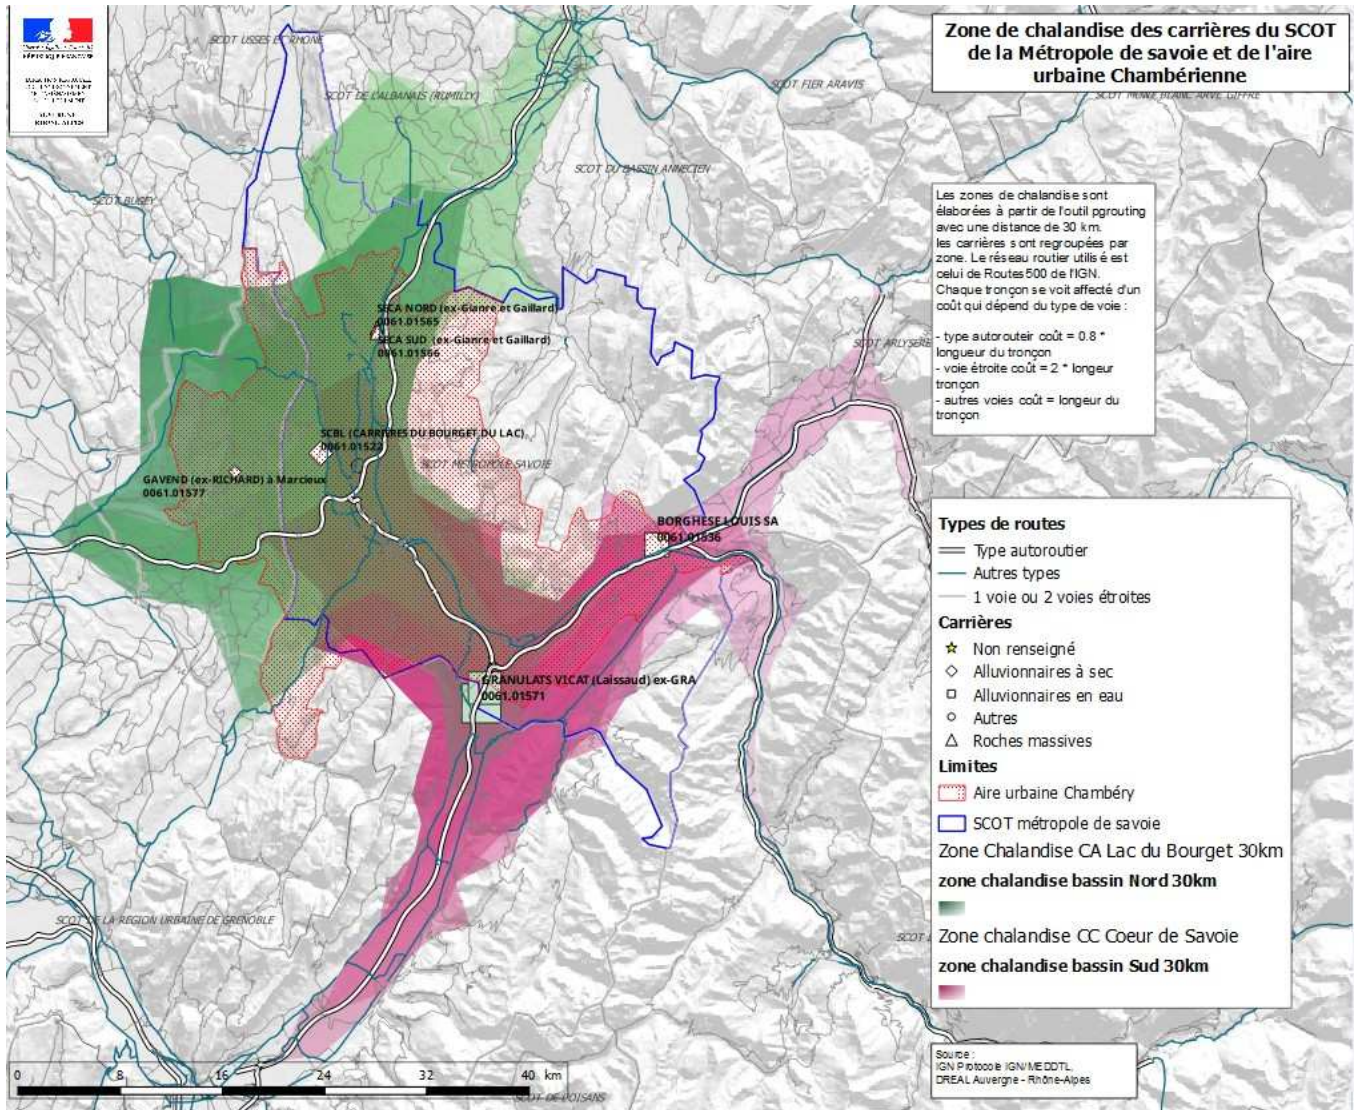 Zone de chalandise des carrières du SCOT
de la Métropole de savoie et de l'aire
urbaine Chambérienne
RÉPUBLIQUE FRANÇAISE
SCOT USSES ET RHONE
SCOT DE L'ALBANAIS (RUMILLY)
SCOT FIER ARAVIS
SCOT MONT BLANC ARVE GIFFRE
SCOT DU BASSIN ANNECIEN
SCOT BUGEY
Les zones de chalandise sont
élaborées à partir de l'outil pgrouting
avec une distance de 30 km.
les carrières sont regroupées par
zone. Le réseau routier utilisé est
celui de Routes500 de l'IGN.
Chaque tronçon se voit affecté d'un
coût qui dépend du type de voie :
- type autorouteir coût = 0.8 *
longueur du tronçon
- voie étroite coût = 2 * longeur
tronçon
- autres voies coût = longeur du
tronçon
SECA NORD (ex-Gianre et Gaillard)
0061.01565
SECA SUD (ex-Gianre et Gaillard)
0061.01566
SCOT ARLYSERE
SCBL (CARRIERES DU BOURGET DU LAC)
0061.01522
SCOT METROPOLE SAVOIE
GAVEND (ex-RICHARD) à Marcieux
0061.01577
BORGHESE LOUIS SA
0061.01536
GRANULATS VICAT (Laissaud) ex-GRA
0061.01571
Types de routes
Type autoroutier
Autres types
1 voie ou 2 voies étroites
Carrières
Non renseigné
Alluvionnaires à sec
Alluvionnaires en eau
Autres
Roches massives
Limites
Aire urbaine Chambéry
SCOT métropole de savoie
Zone Chalandise CA Lac du Bourget 30km
zone chalandise bassin Nord 30km
Zone chalandise CC Coeur de Savoie
zone chalandise bassin Sud 30km
SCOT DE LA REGION URBAINE DE GRENOBLE
SCOT
Source :
IGN Protocole IGN/MEDDTL,
DREAL Auvergne - Rhône-Alpes
0 8 16 24 32 40 km
SCOT DE L'OISANS